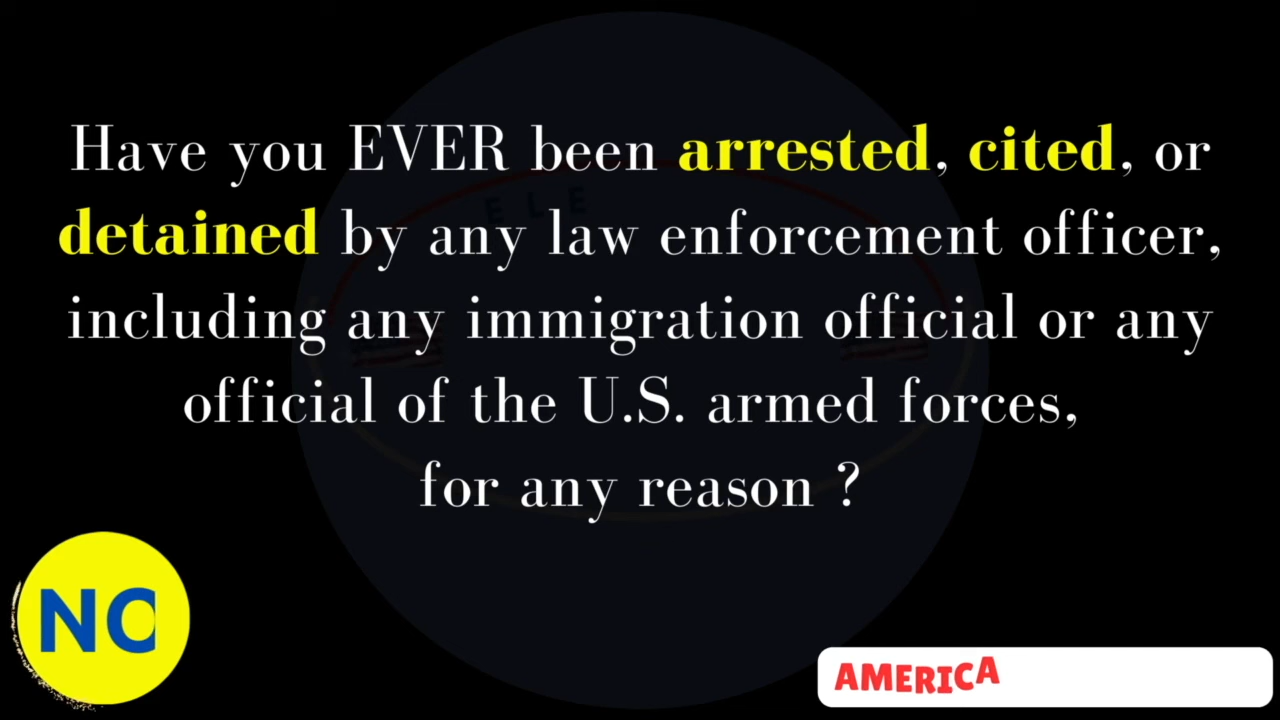 Have you EVER been arrested, cited, or
detained by any law enforcement officer,
including any immigration official or any
official of the U.S. armed forces,
for any reason ?
NO
AMERICA